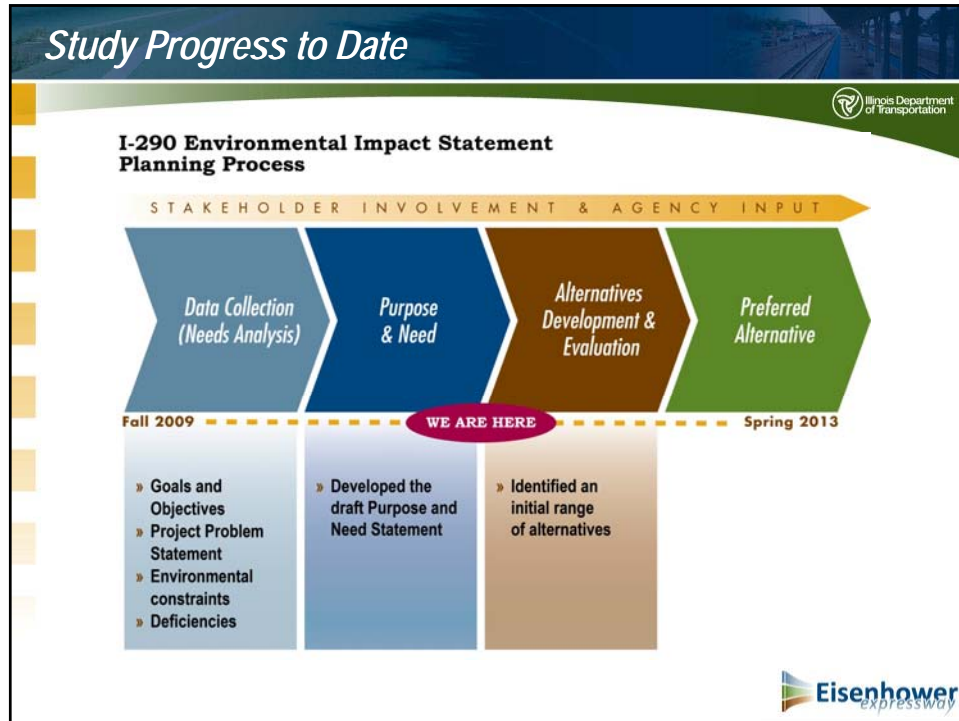 Study Progress to Date
Illinois Department
of Transportation
I-290 Environmental Impact Statement
Planning Process
STAKEHOLDER INVOLVEMENT & AGENCY INPUT
Data Collection
(Needs Analysis)
Purpose
& Need
Alternatives
Development &
Evaluation
Preferred
Alternative
Fall 2009
WE ARE HERE
Spring 2013
» Goals and
Objectives
» Project Problem
Statement
» Environmental
constraints
» Deficiencies
» Developed the
draft Purpose and
Need Statement
» Identified an
initial range
of alternatives
Eisenhower
expressway